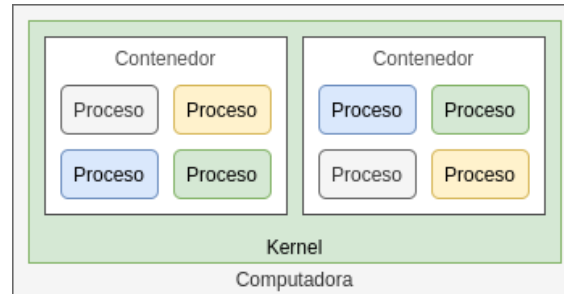 Contenedor
Proceso Proceso
Proceso Proceso
Contenedor
Proceso Proceso
Proceso Proceso
Kernel
Computadora